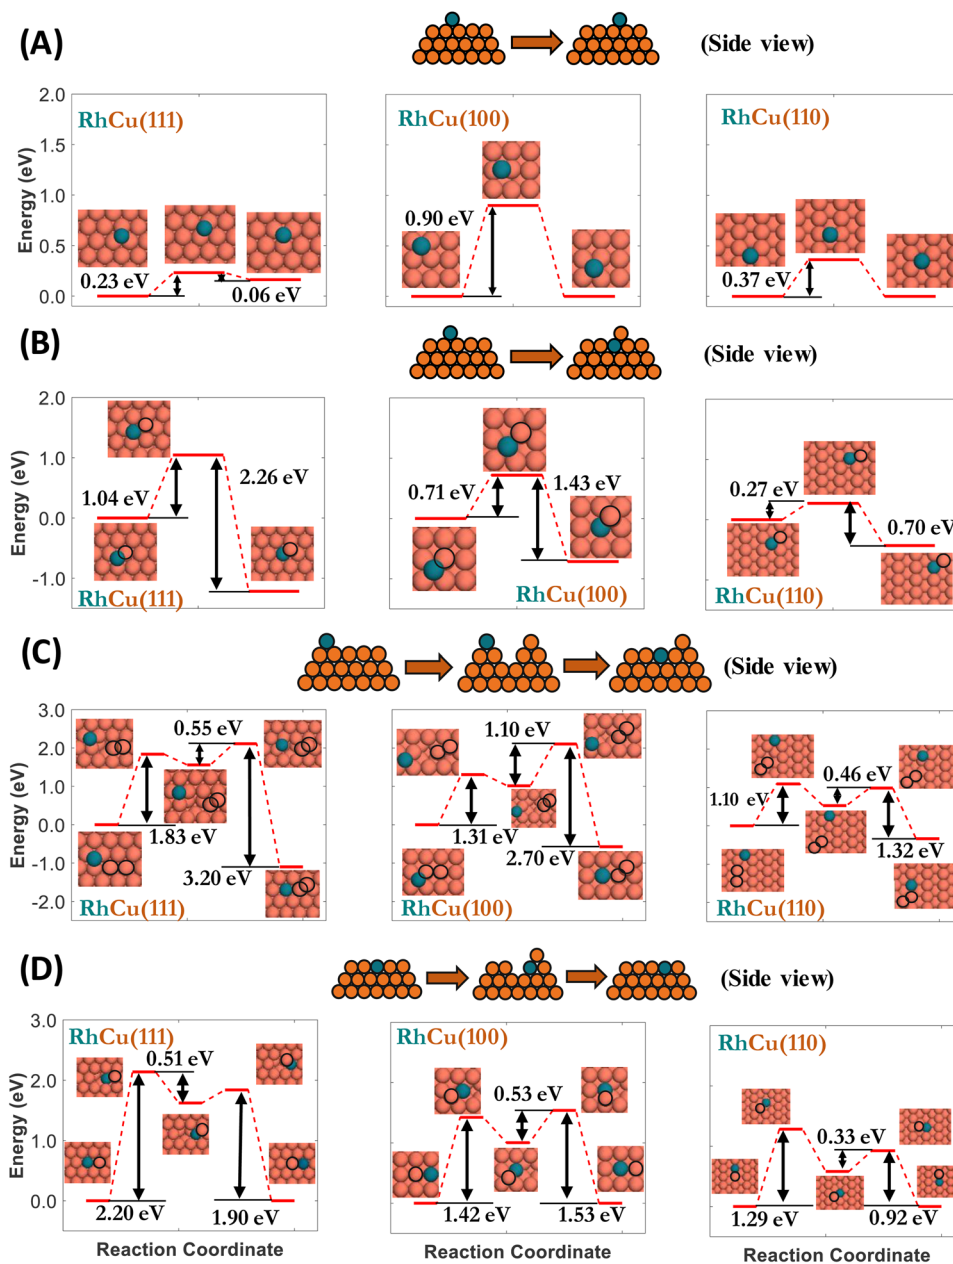 (A)
(Side view)
Energy (eV)
2.0
1.5
1.0
0.5
0.0
RhCu(111)
0.23 eV
0.06 eV
RhCu(100)
0.90 eV
RhCu(110)
0.37 eV
(B)
(Side view)
Energy (eV)
2.0
1.0
0.0
-1.0
1.04 eV
2.26 eV
RhCu(111)
0.71 eV
1.43 eV
RhCu(100)
0.27 eV
0.70 eV
RhCu(110)
(C)
(Side view)
Energy (eV)
3.0
2.0
1.0
0.0
-1.0
-2.0
0.55 eV
1.83 eV
3.20 eV
RhCu(111)
1.10 eV
1.31 eV
2.70 eV
RhCu(100)
0.46 eV
1.10 eV
1.32 eV
RhCu(110)
(D)
(Side view)
Energy (eV)
3.0
2.0
1.0
0.0
RhCu(111)
0.51 eV
2.20 eV
1.90 eV
RhCu(100)
0.53 eV
1.42 eV
1.53 eV
RhCu(110)
0.33 eV
1.29 eV
0.92 eV
Reaction Coordinate
Reaction Coordinate
Reaction Coordinate